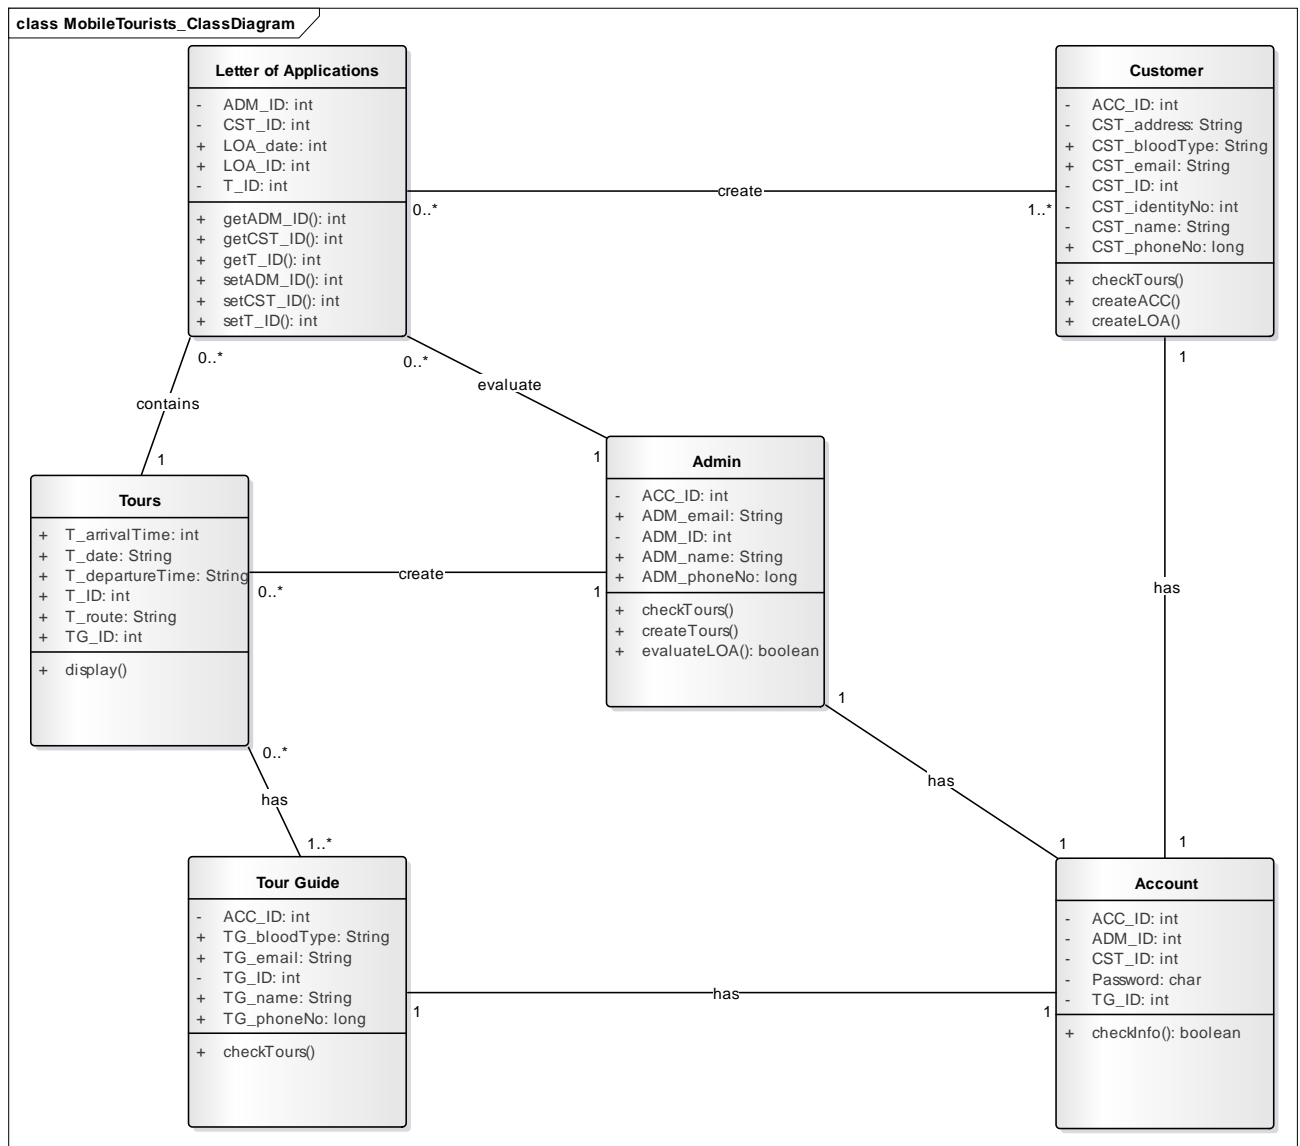 class MobileTourists_ClassDiagram
Letter of Applications
- ADM_ID: int
- CST_ID: int
+ LOA_date: int
+ LOA_ID: int
- T_ID: int
+ getADM_ID(): int
+ getCST_ID(): int
+ getT_ID(): int
+ setADM_ID(): int
+ setCST_ID(): int
+ setT_ID(): int
Customer
- ACC_ID: int
- CST_address: String
+ CST_bloodType: String
+ CST_email: String
- CST_ID: int
- CST_identityNo: int
- CST_name: String
+ CST_phoneNo: long
+ checkTours()
+ createACC()
+ createLOA()
0..*
create
1..*
0..*
contains
1
0..*
evaluate
1
Tours
+ T_arrivalTime: int
+ T_date: String
+ T_departureTime: String
+ T_ID: int
+ T_route: String
+ TG_ID: int
+ display()
Admin
- ACC_ID: int
+ ADM_email: String
- ADM_ID: int
+ ADM_name: String
+ ADM_phoneNo: long
+ checkTours()
+ createTours()
+ evaluateLOA(): boolean
0..*
create
1
1
has
1
1
has
1
0..*
has
1..*
Tour Guide
- ACC_ID: int
+ TG_bloodType: String
+ TG_email: String
- TG_ID: int
+ TG_name: String
+ TG_phoneNo: long
+ checkTours()
1
has
1
Account
- ACC_ID: int
- ADM_ID: int
- CST_ID: int
- Password: char
- TG_ID: int
+ checkInfo(): boolean